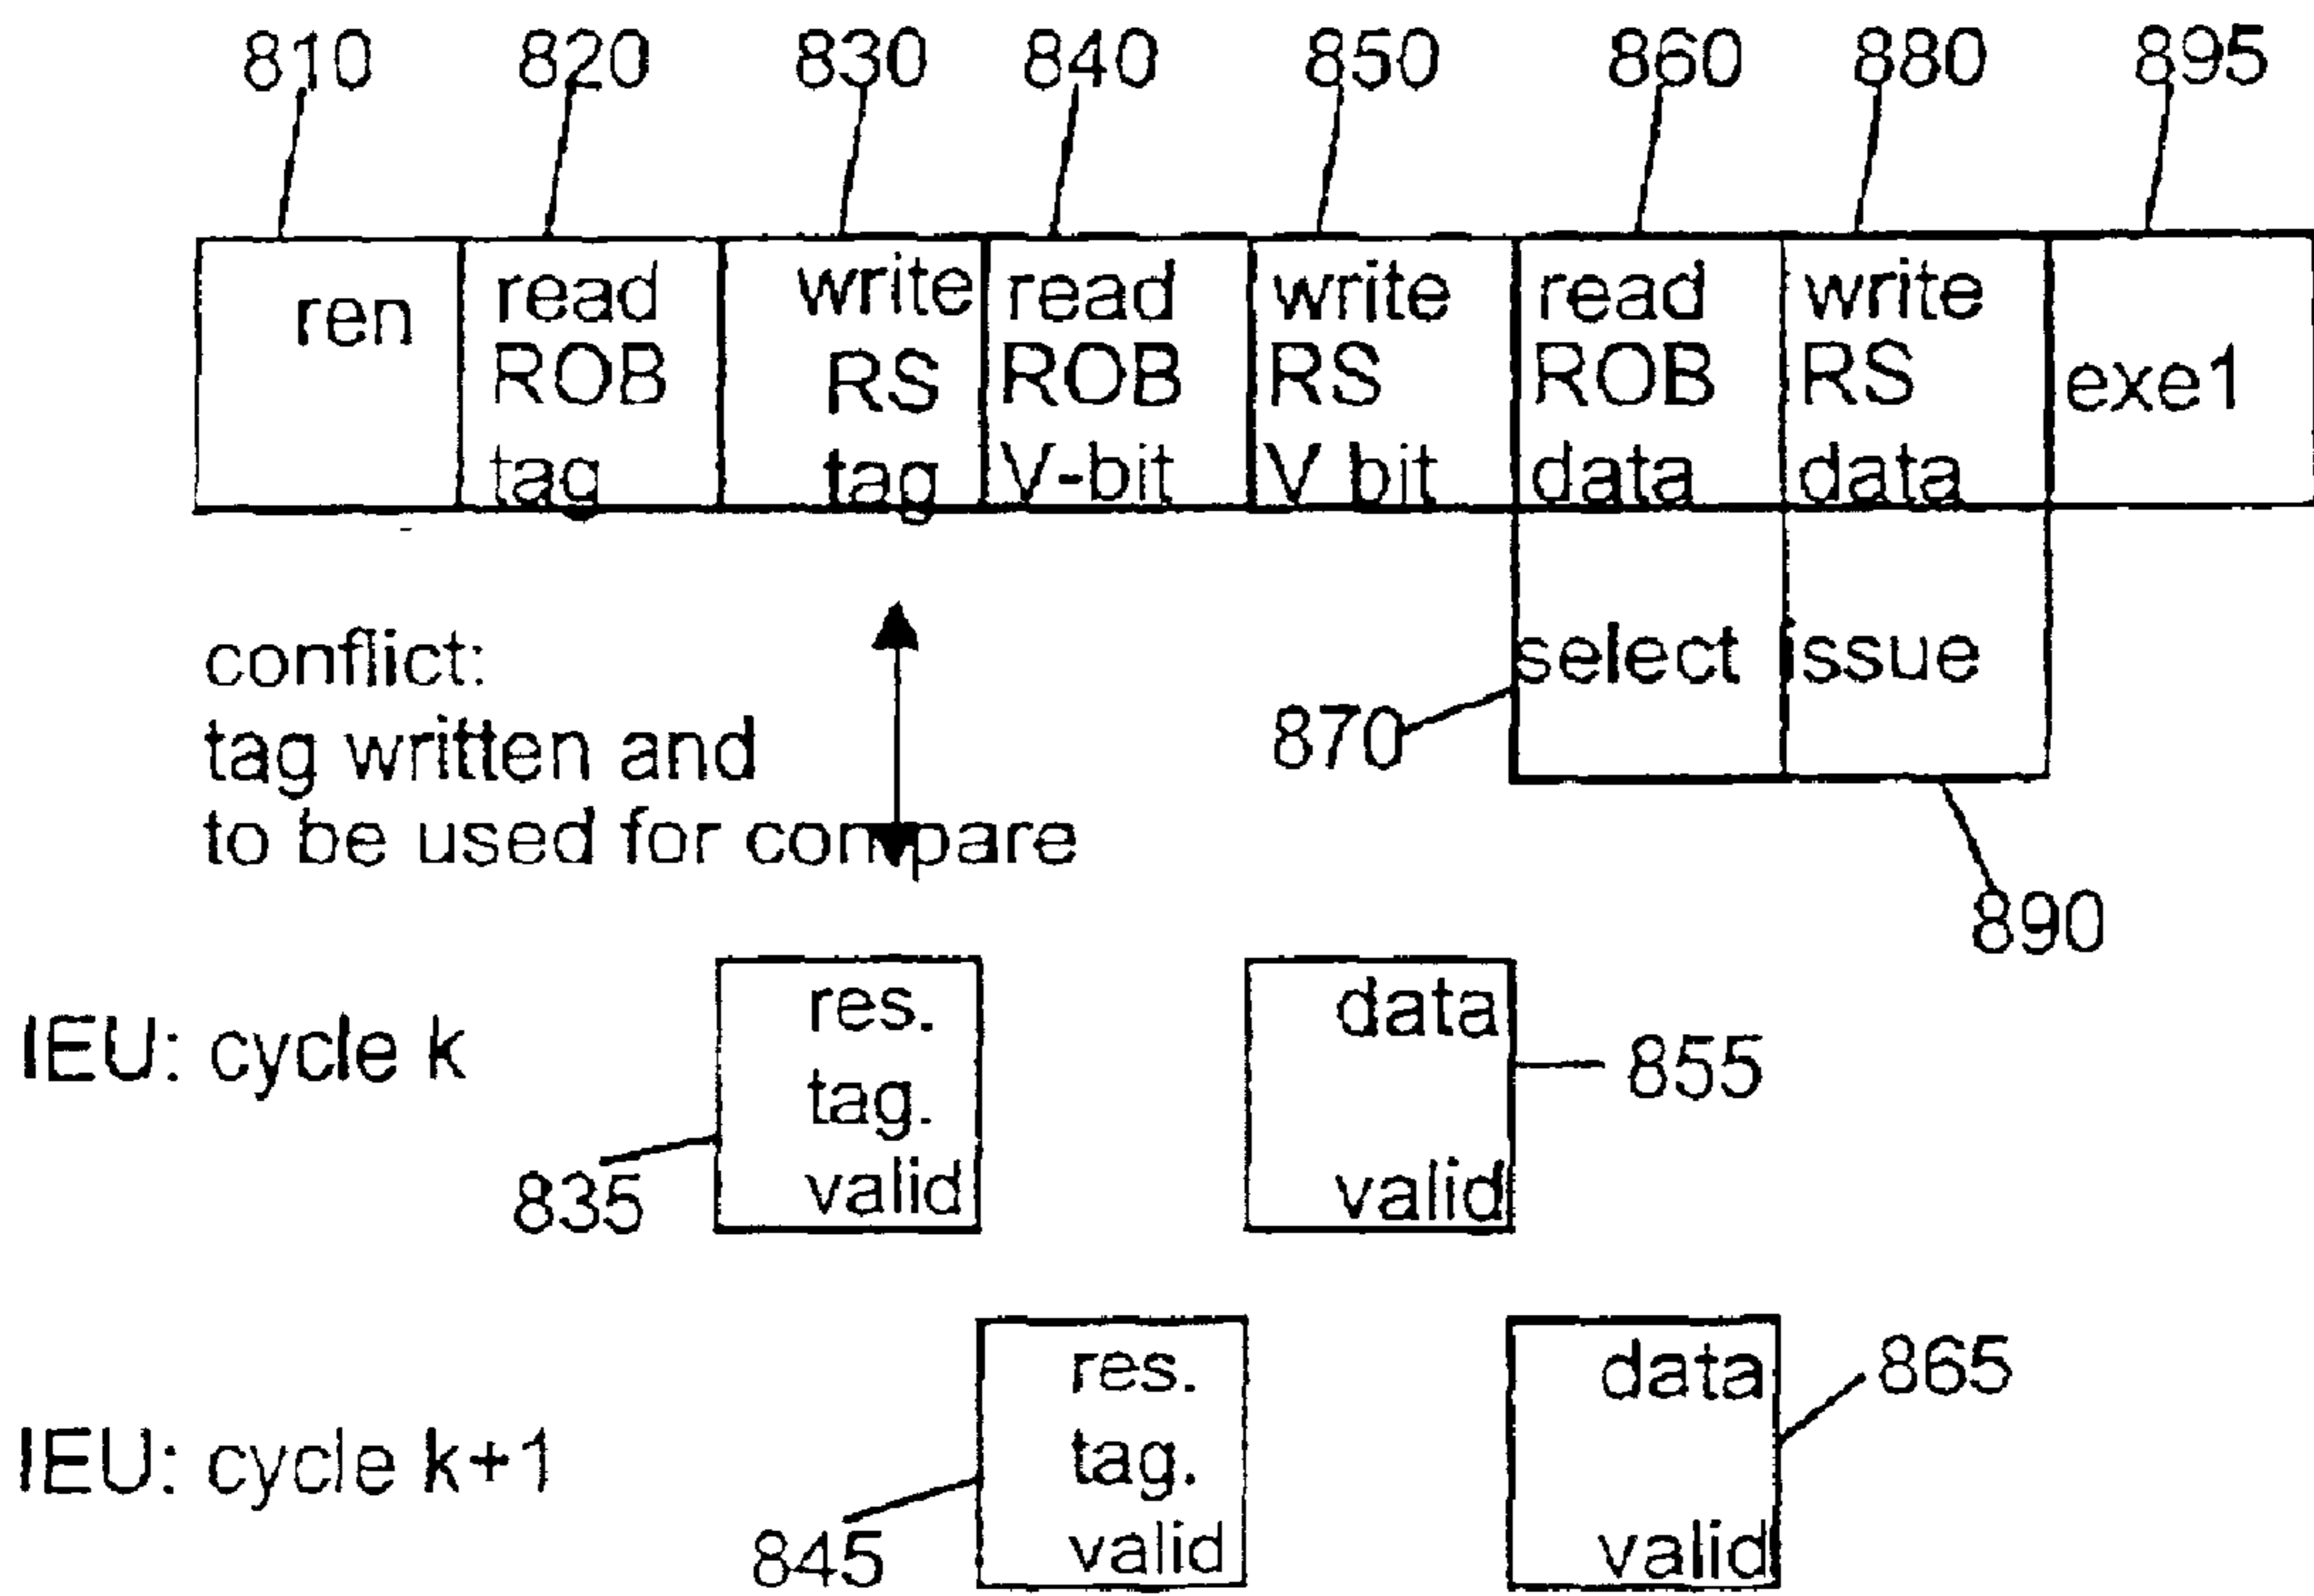 810 820 830 840 850 860 880 895
ren
read
ROB
tag
write
RS
tag
read
ROB
V-bit
write
RS
V bit
read
ROB
data
write
RS
data
exe1
select
issue
870
890
conflict:
tag written and
to be used for compare
IEU: cycle k
res.
tag.
valid
835
data
valid
855
IEU: cycle k+1
res.
tag.
valid
845
data
valid
865